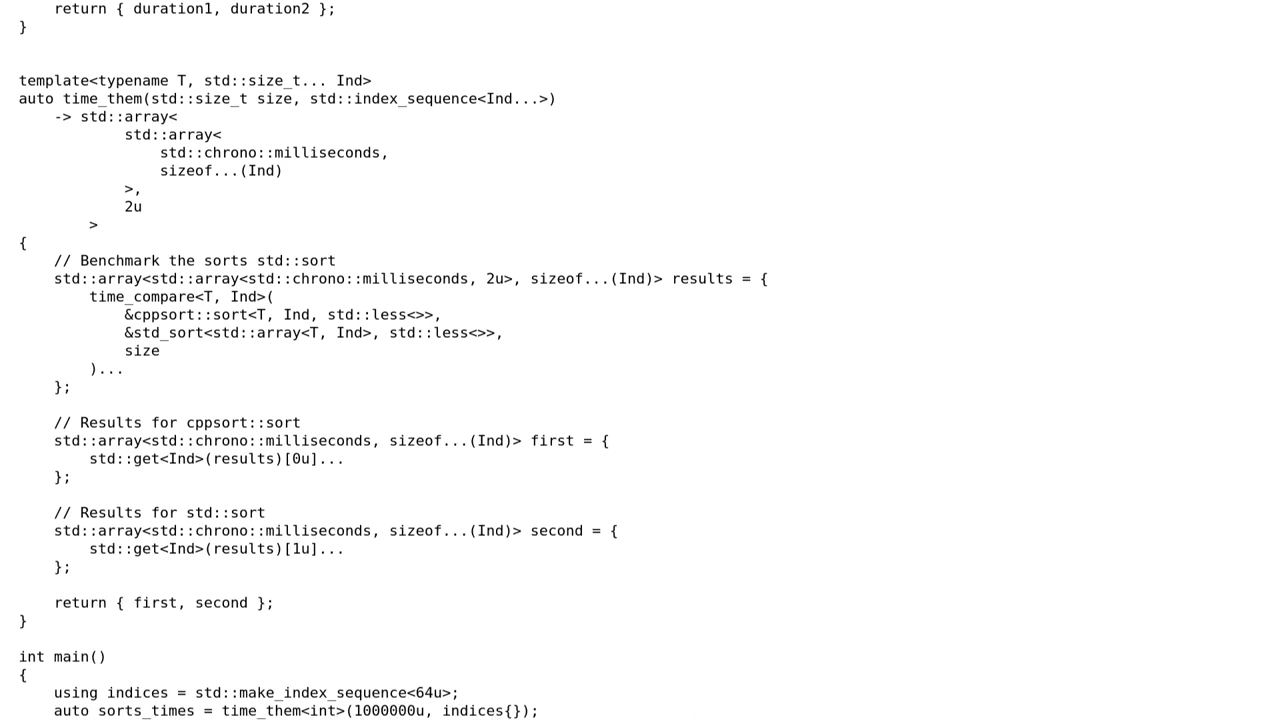 return { duration1, duration2 };
}
template<typename T, std::size_t... Ind>
auto time_them(std::size_t size, std::index_sequence<Ind...>)
    -> std::array<
            std::array<
                std::chrono::milliseconds,
                sizeof...(Ind)
            >,
            2u
        >
{
    // Benchmark the sorts std::sort
    std::array<std::array<std::chrono::milliseconds, 2u>, sizeof...(Ind)> results = {
        time_compare<T, Ind>(
            &cppsort::sort<T, Ind, std::less<>>,
            &std_sort<std::array<T, Ind>, std::less<>>,
            size
        )...
    };
    // Results for cppsort::sort
    std::array<std::chrono::milliseconds, sizeof...(Ind)> first = {
        std::get<Ind>(results)[0u]...
    };
    // Results for std::sort
    std::array<std::chrono::milliseconds, sizeof...(Ind)> second = {
        std::get<Ind>(results)[1u]...
    };
    return { first, second };
}
int main()
{
    using indices = std::make_index_sequence<64u>;
    auto sorts_times = time_them<int>(1000000u, indices{});